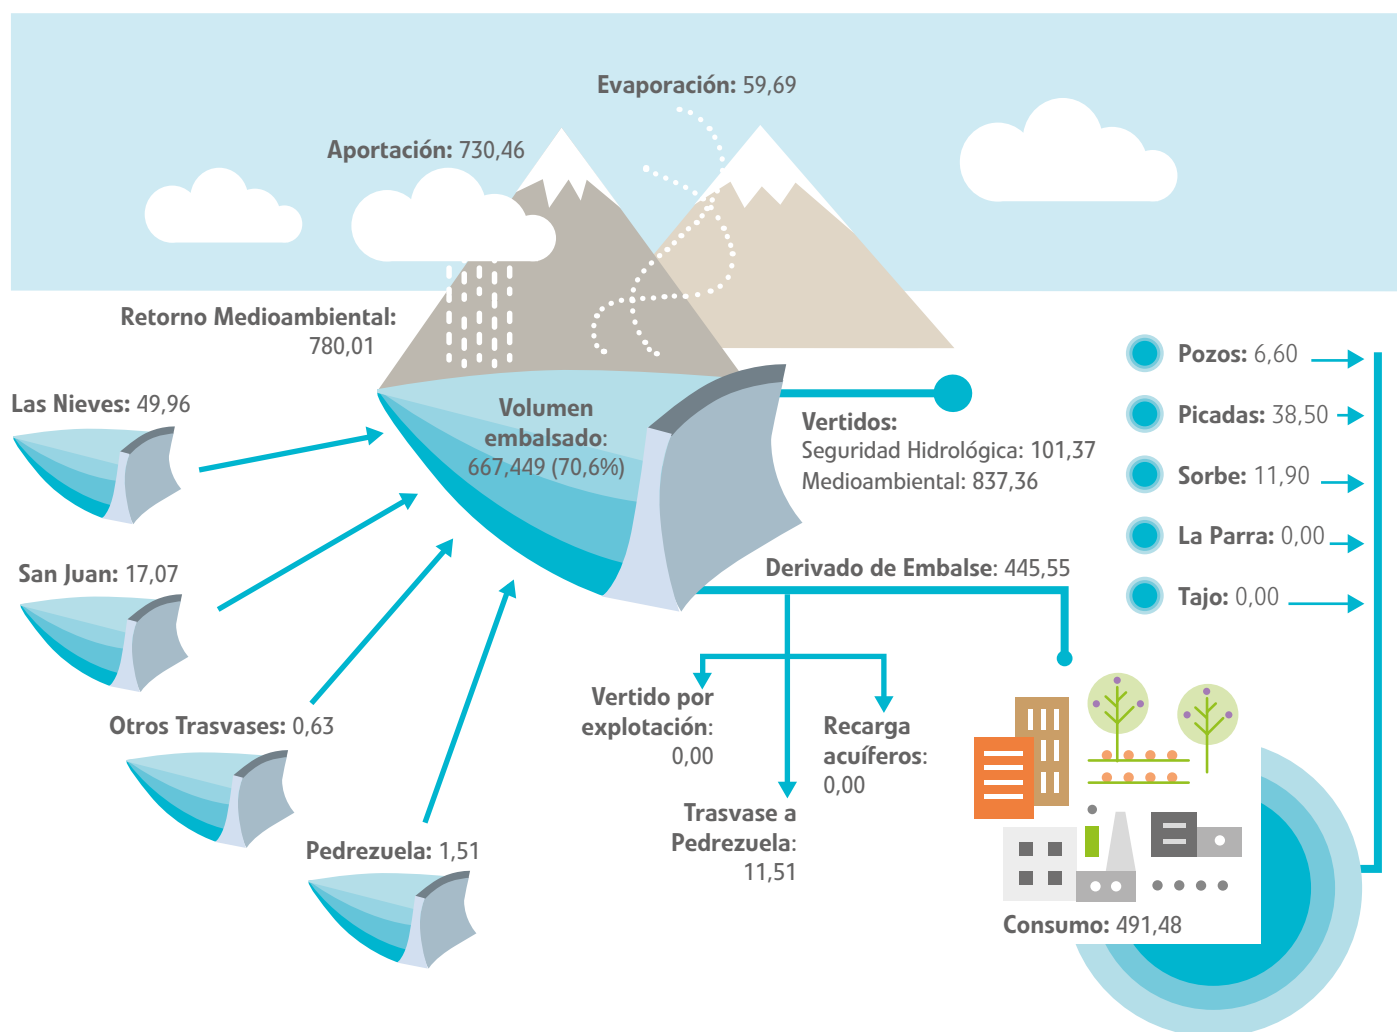 Evaporación: 59,69
Aportación: 730,46
Retorno Medioambiental:
780,01
Las Nieves: 49,96
San Juan: 17,07
Otros Trasvases: 0,63
Pedrezuela: 1,51
Volumen
embalsado:
667,449 (70,6%)
Vertidos:
Seguridad Hidrológica: 101,37
Medioambiental: 837,36
Derivado de Embalse: 445,55
Vertido por
explotación:
0,00
Trasvase a
Pedrezuela:
11,51
Recarga
acuíferos:
0,00
Pozos: 6,60
Picadas: 38,50
Sorbe: 11,90
La Parra: 0,00
Tajo: 0,00
Consumo: 491,48